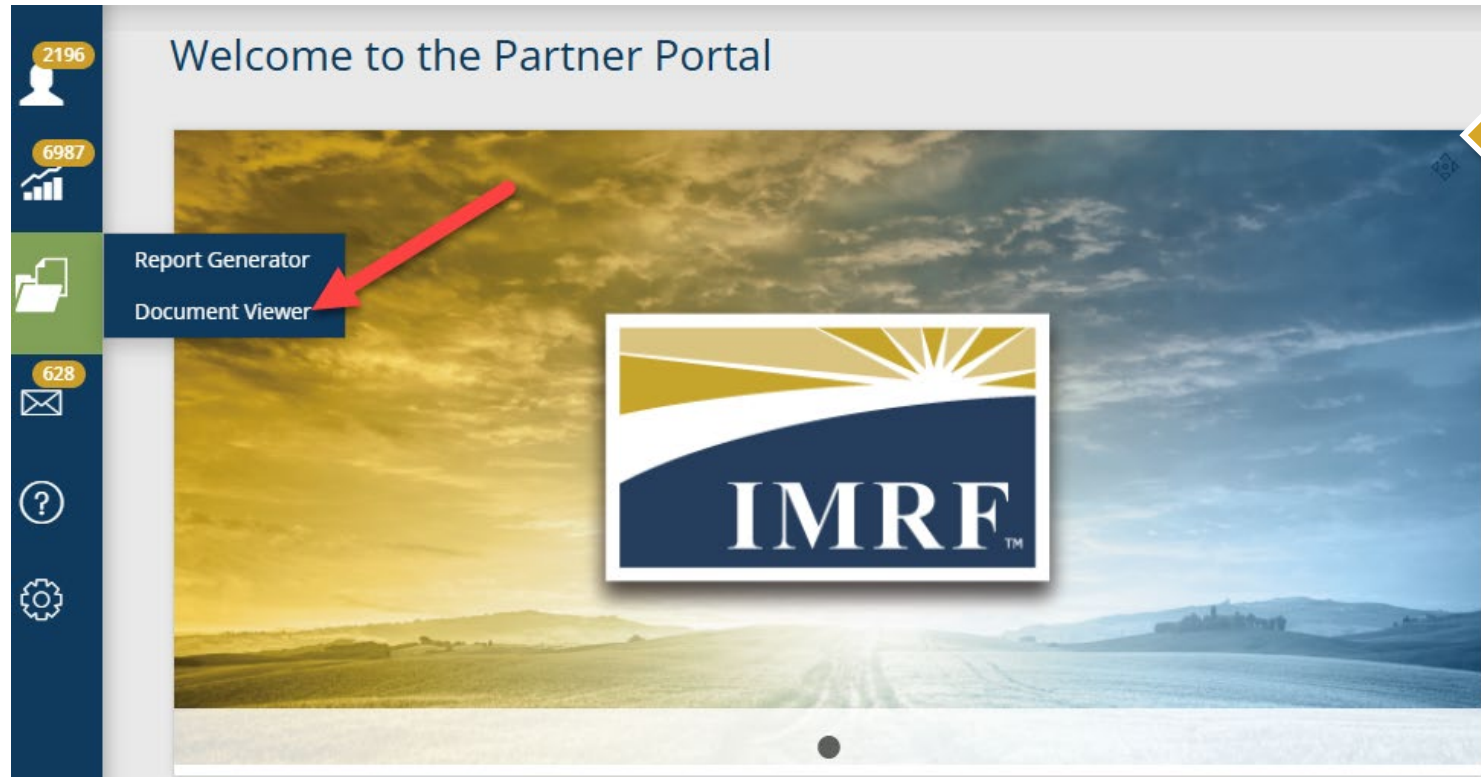 2196
Welcome to the Partner Portal
6987
Report Generator
Document Viewer
628
?
IMRF
TM